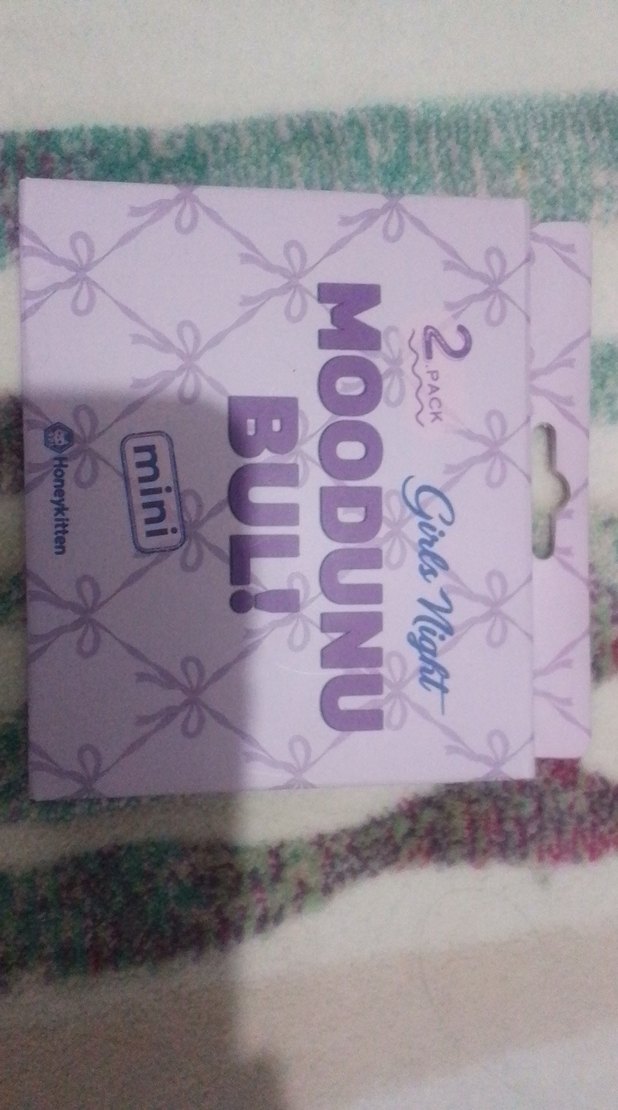 2 PACK
Girls Night
MOODUNU
BUL!
mini
Honeykitten